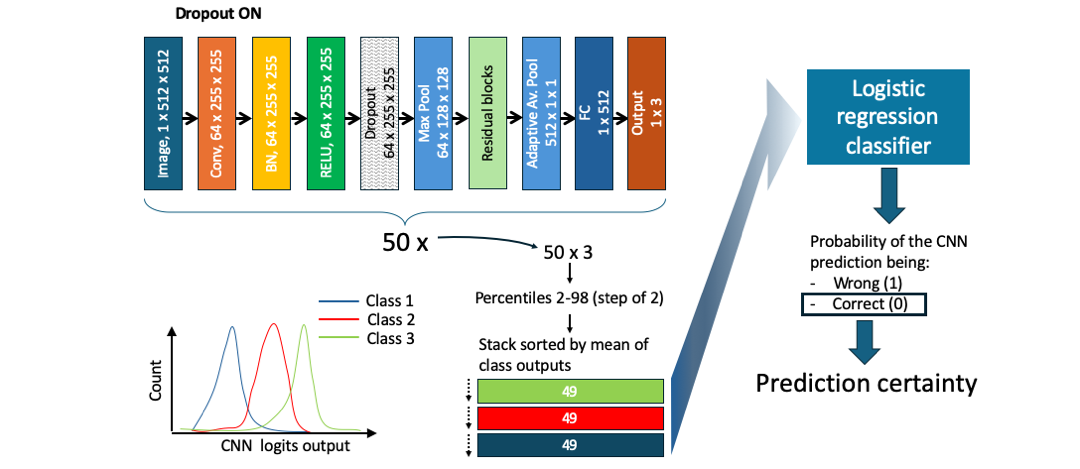 Dropout ON
Image, 1 x 512 x 512
Conv, 64 x 255 x 255
BN, 64 x 255 x 255
RELU, 64 x 255 x 255
Dropout
64 x 255 x 255
Max Pool
64 x 128 x 128
Residual blocks
Adaptive Av. Pool
512 x 1 x 1
FC
1 x 512
Output
1 x 3
50 x
50 x 3
Percentiles 2-98 (step of 2)
Stack sorted by mean of
class outputs
49
49
49
Class 1
Class 2
Class 3
Count
CNN logits output
Logistic
regression
classifier
Probability of the CNN
prediction being:
- Wrong (1)
- Correct (0)
Prediction certainty